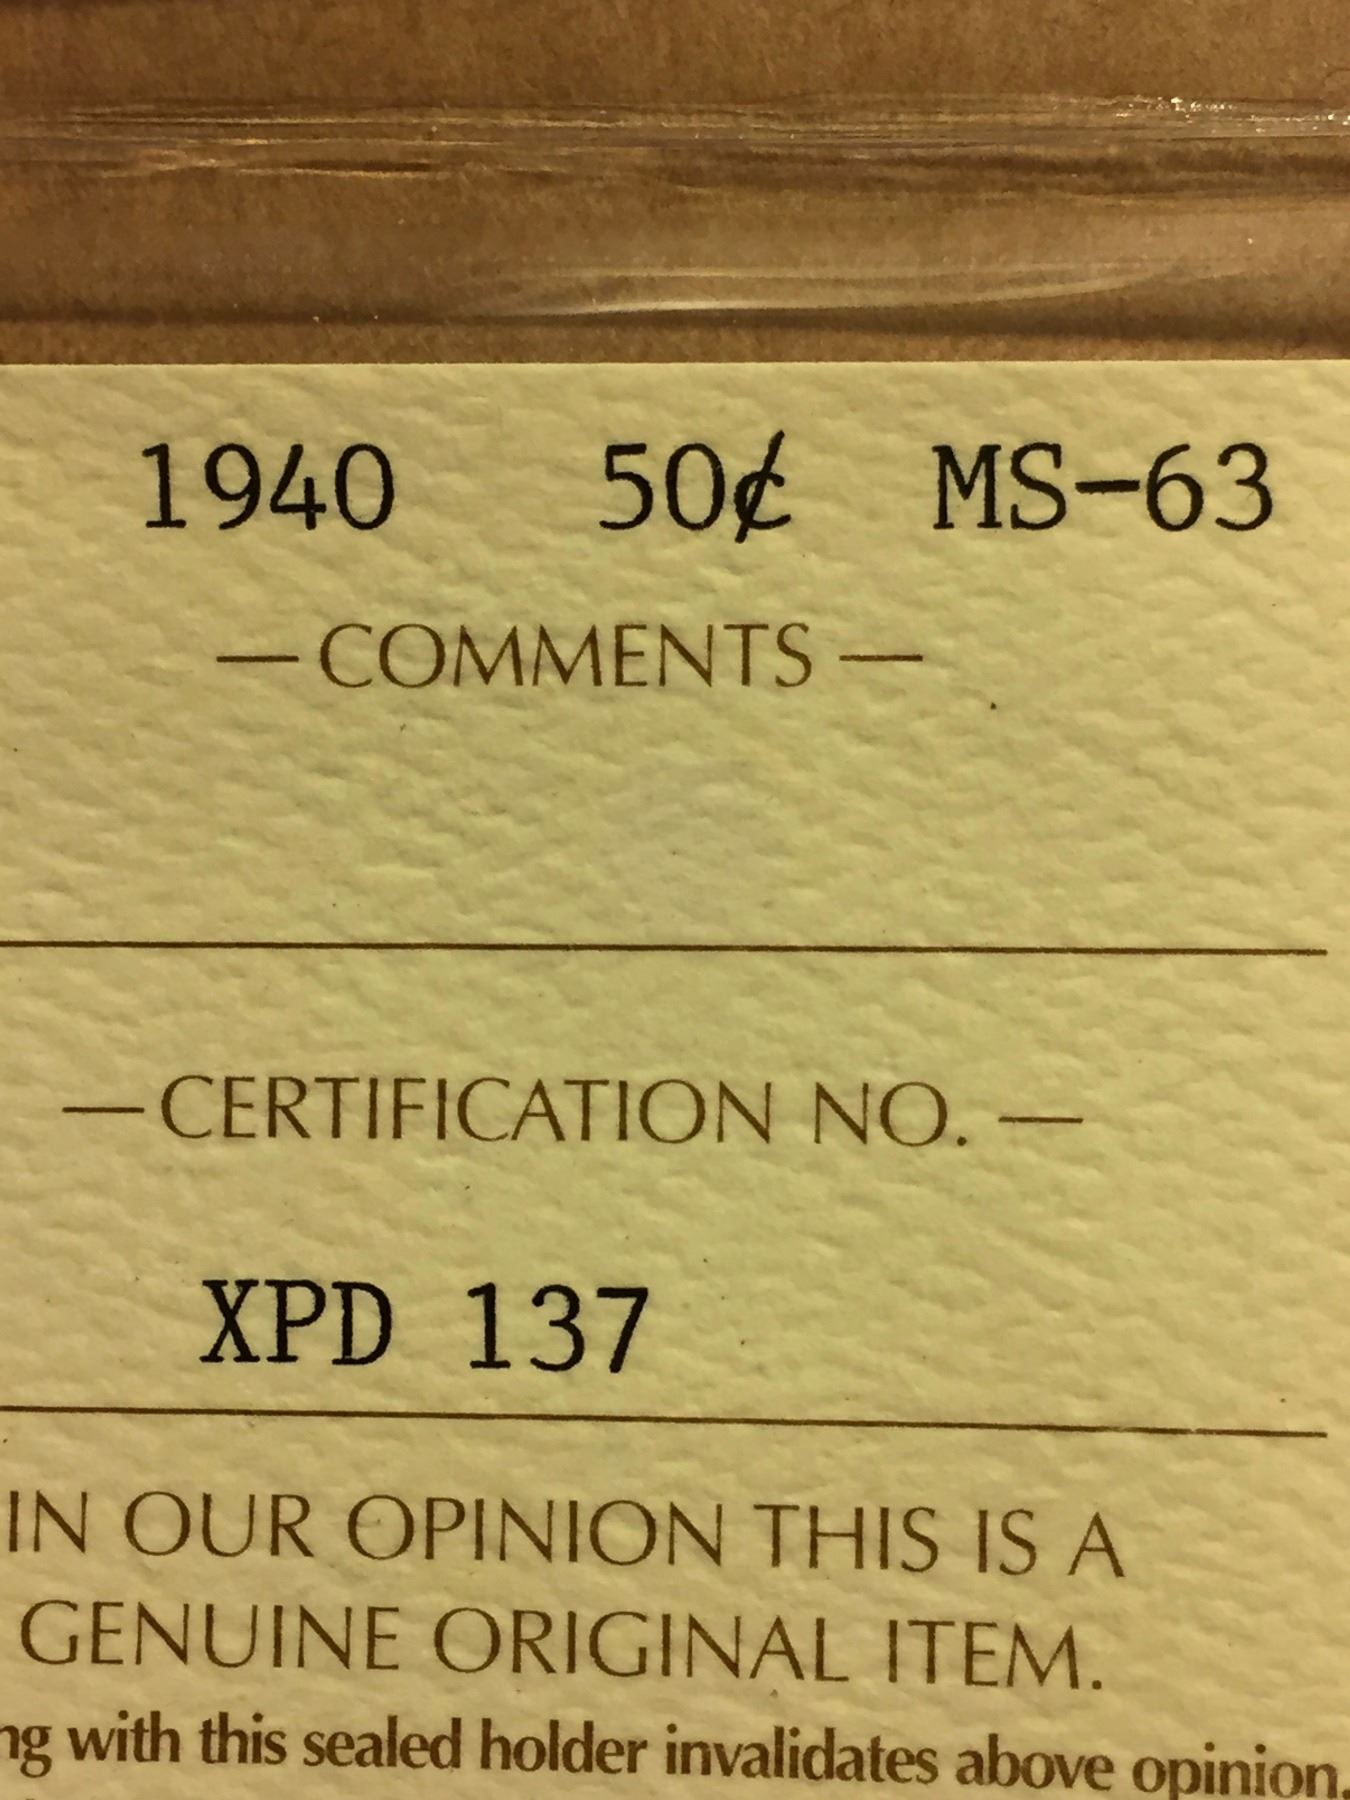 1940 50¢ MS-63
— COMMENTS —
— CERTIFICATION NO. —
XPD 137
IN OUR OPINION THIS IS A
GENUINE ORIGINAL ITEM.
with this sealed holder invalidates above opinion.